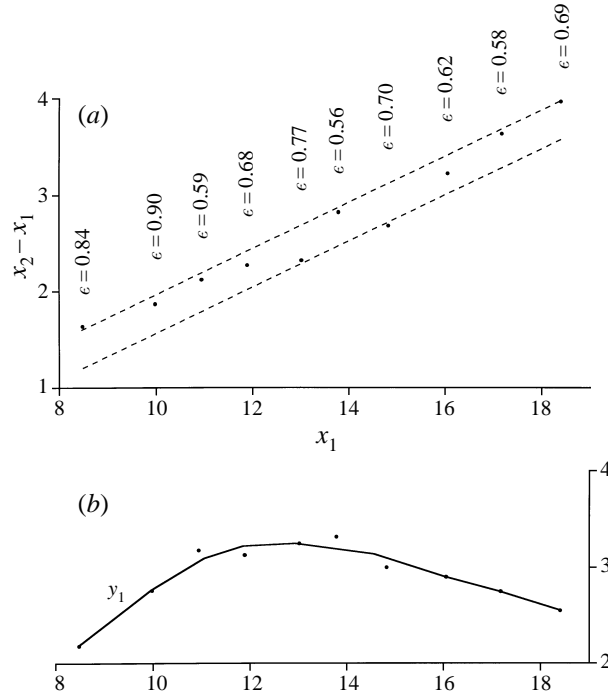 (a)
ϵ = 0.84
ϵ = 0.90
ϵ = 0.59
ϵ = 0.68
ϵ = 0.77
ϵ = 0.56
ϵ = 0.70
ϵ = 0.62
ϵ = 0.58
ϵ = 0.69
4
3
2
1
x₂ – x₁
8 10 12 14 16 18
x₁
(b)
y₁
4
3
2
8 10 12 14 16 18